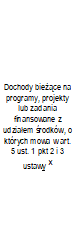 Dochody bieżące na
programy, projekty
lub zadania
finansowane z
udziałem środków, o
których mowa w art.
5 ust. 1 pkt 2 i 3
ustawy x